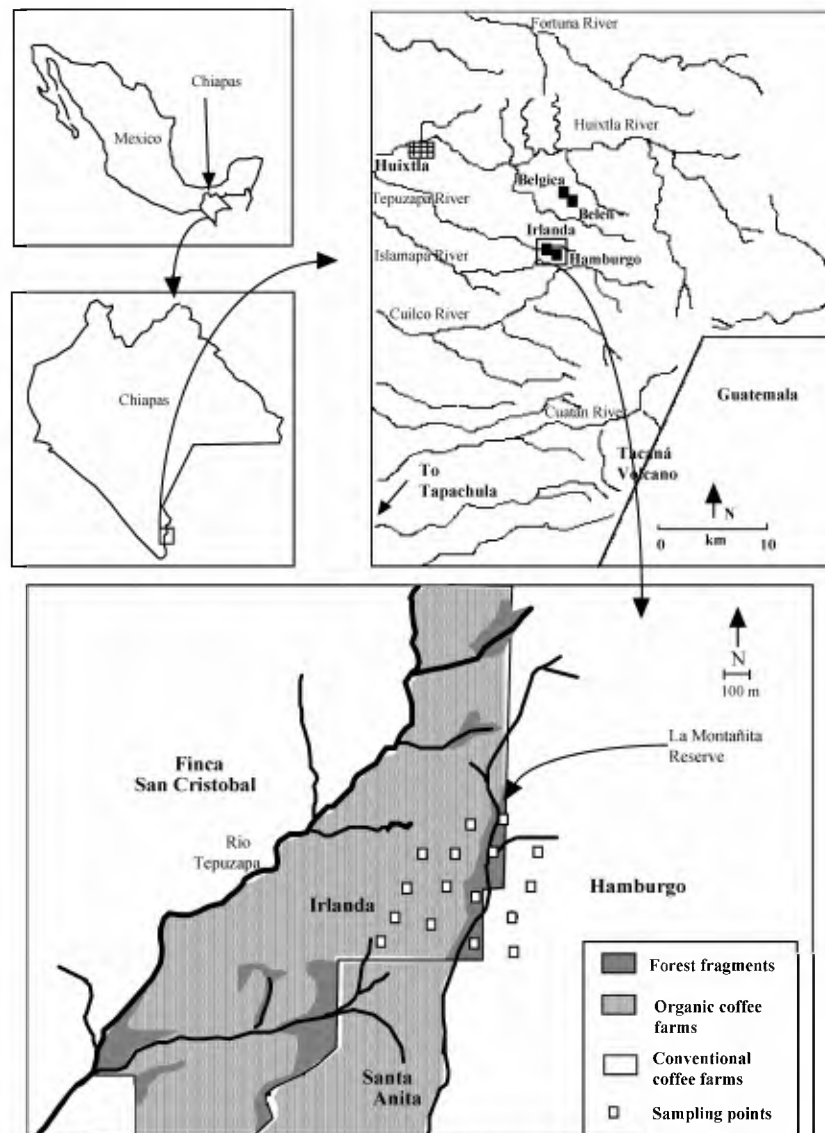 Chiapas
Mexico
Chiapas
Fortuna River
Huixtla River
Huixtla
Belgica
Belen
Tepuzapa River
Irlanda
Hamburgo
Islamapa River
Cuilco River
Guatemala
Cuatan River
Tacaná
Volcano
To
Tapachula
N
0 km 10
N
100 m
La Montañita
Reserve
Finca
San Cristobal
Rio
Tepuzapa
Irlanda
Hamburgo
Santa
Anita
Forest fragments
Organic coffee
farms
Conventional
coffee farms
Sampling points